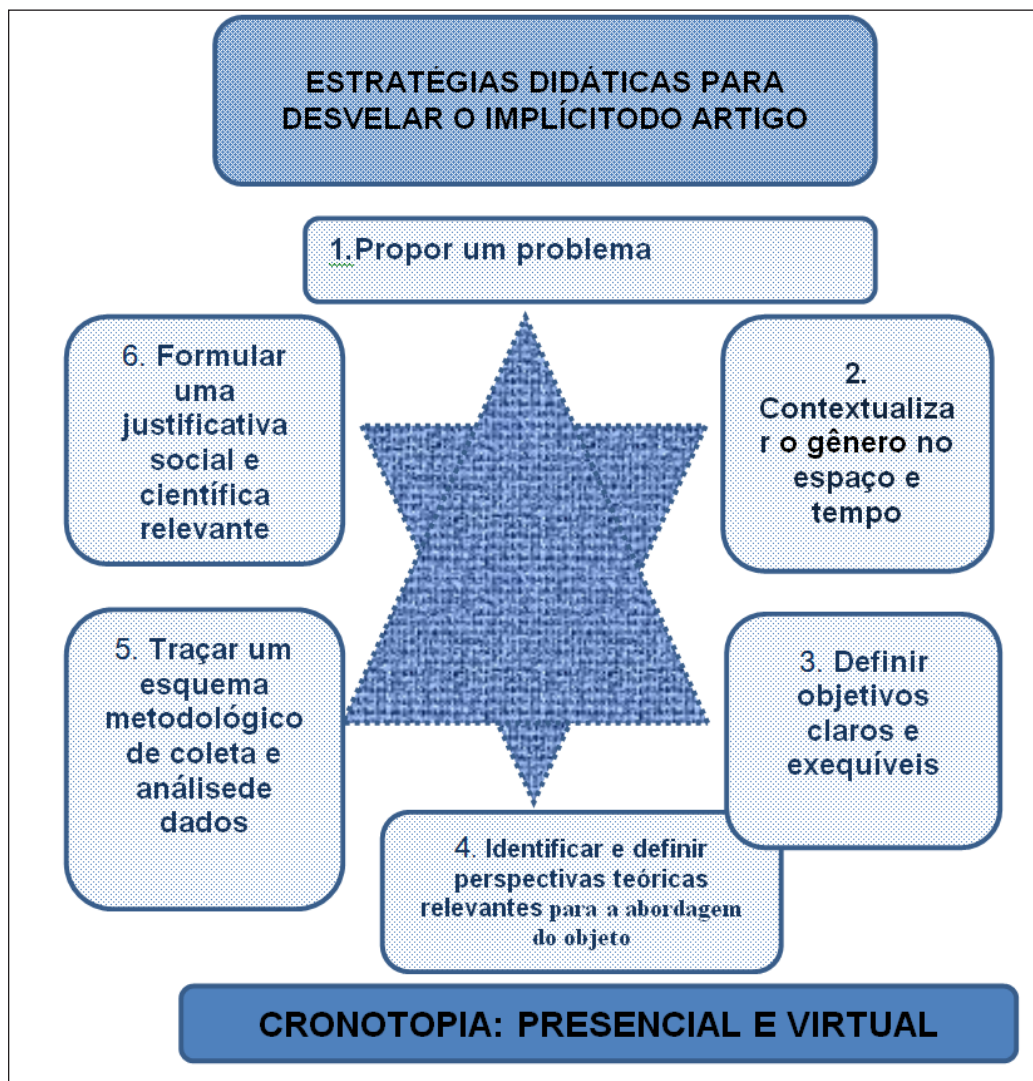 ESTRATÉGIAS DIDÁTICAS PARA
DESVELAR O IMPLÍCITODO ARTIGO
1.Propor um problema
2.
Contextualiza
r o gênero no
espaço e
tempo
3. Definir
objetivos
claros e
exequíveis
4. Identificar e definir
perspectivas teóricas
relevantes para a abordagem
do objeto
5. Traçar um
esquema
metodológico
de coleta e
análisede
dados
6. Formular
uma
justificativa
social e
científica
relevante
CRONOTOPIA: PRESENCIAL E VIRTUAL